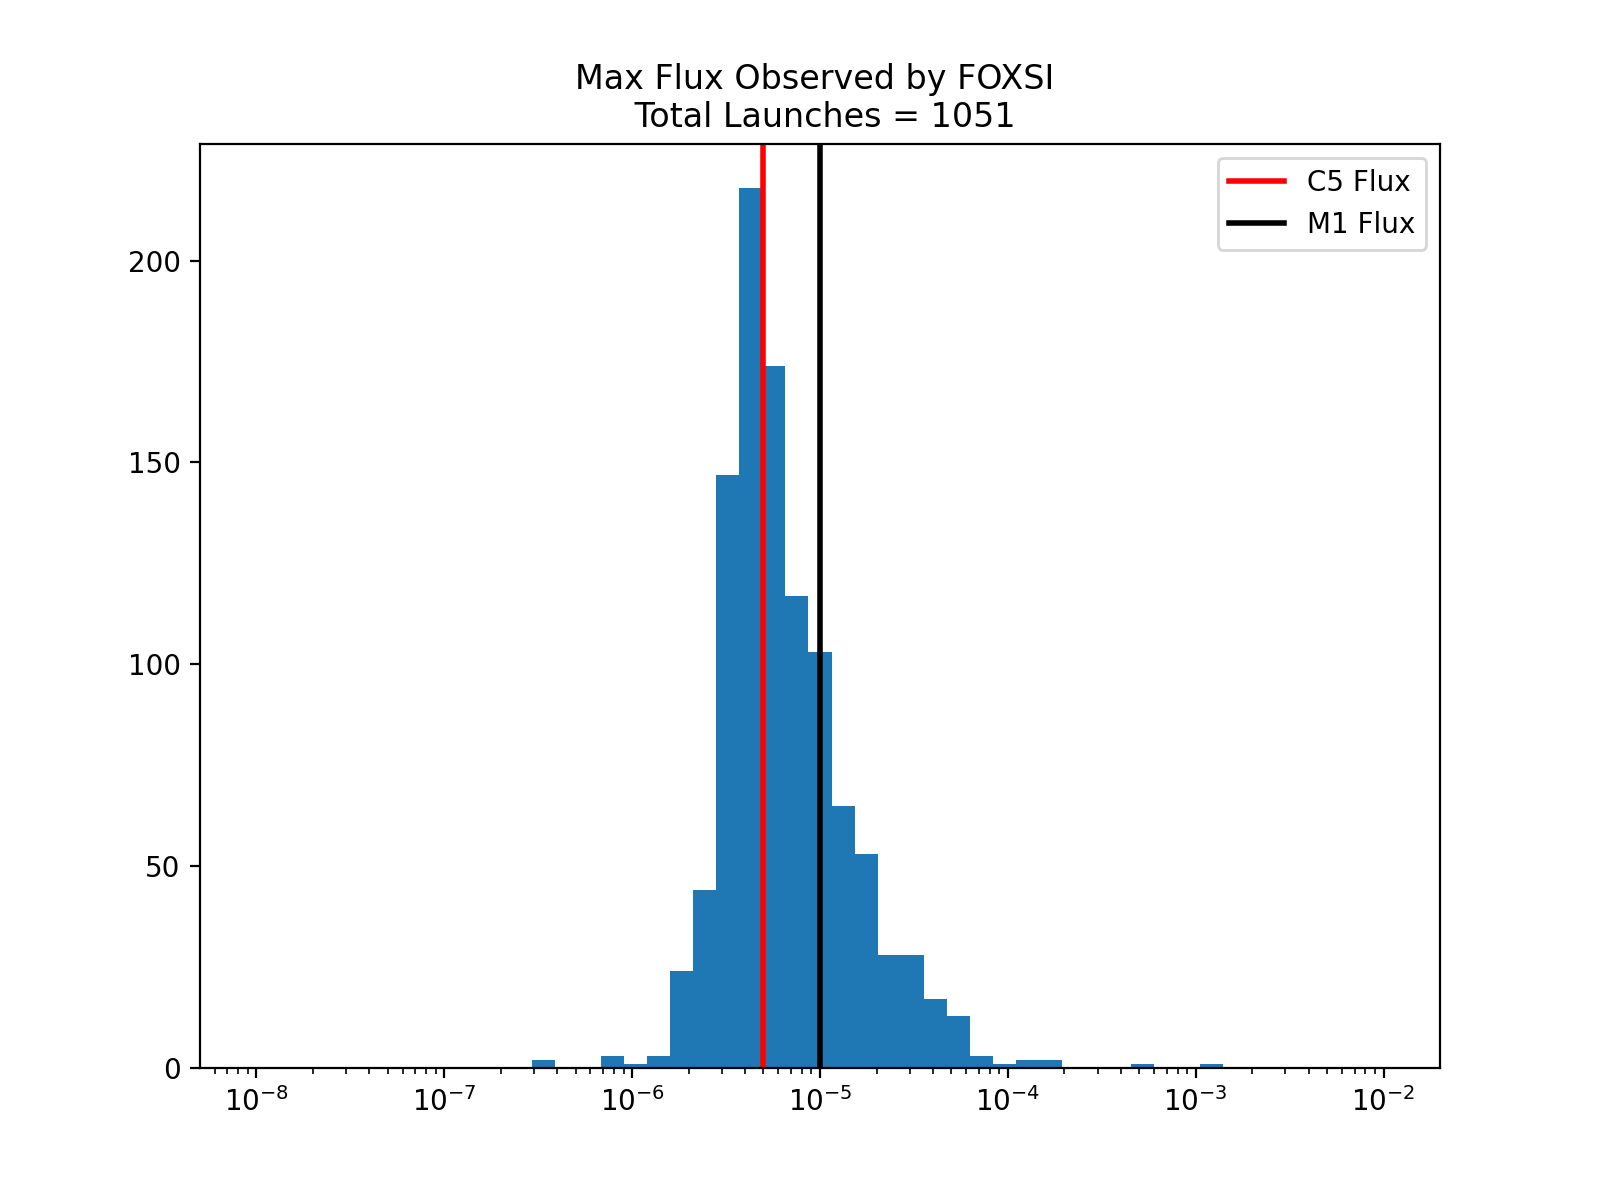 Max Flux Observed by FOXSI
Total Launches = 1051
C5 Flux
M1 Flux
200
150
100
50
0
10⁻⁸ 10⁻⁷ 10⁻⁶ 10⁻⁵ 10⁻⁴ 10⁻³ 10⁻²